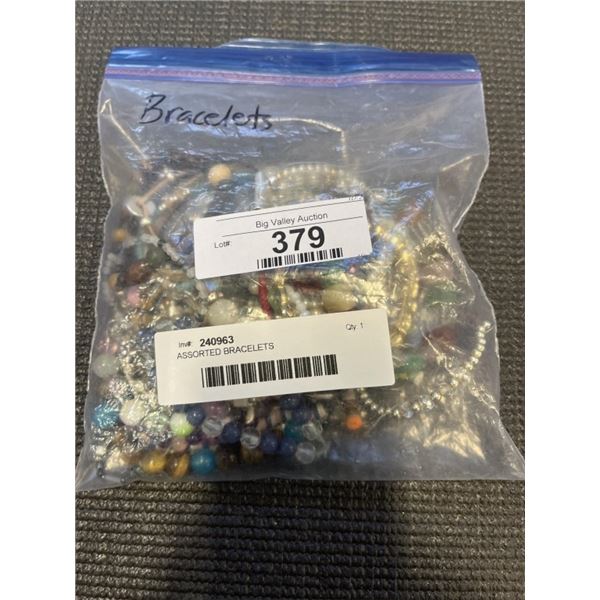 Bracelets
Big Valley Auction
Lot#: 379
Inv#: 240963 Qty 1
ASSORTED BRACELETS